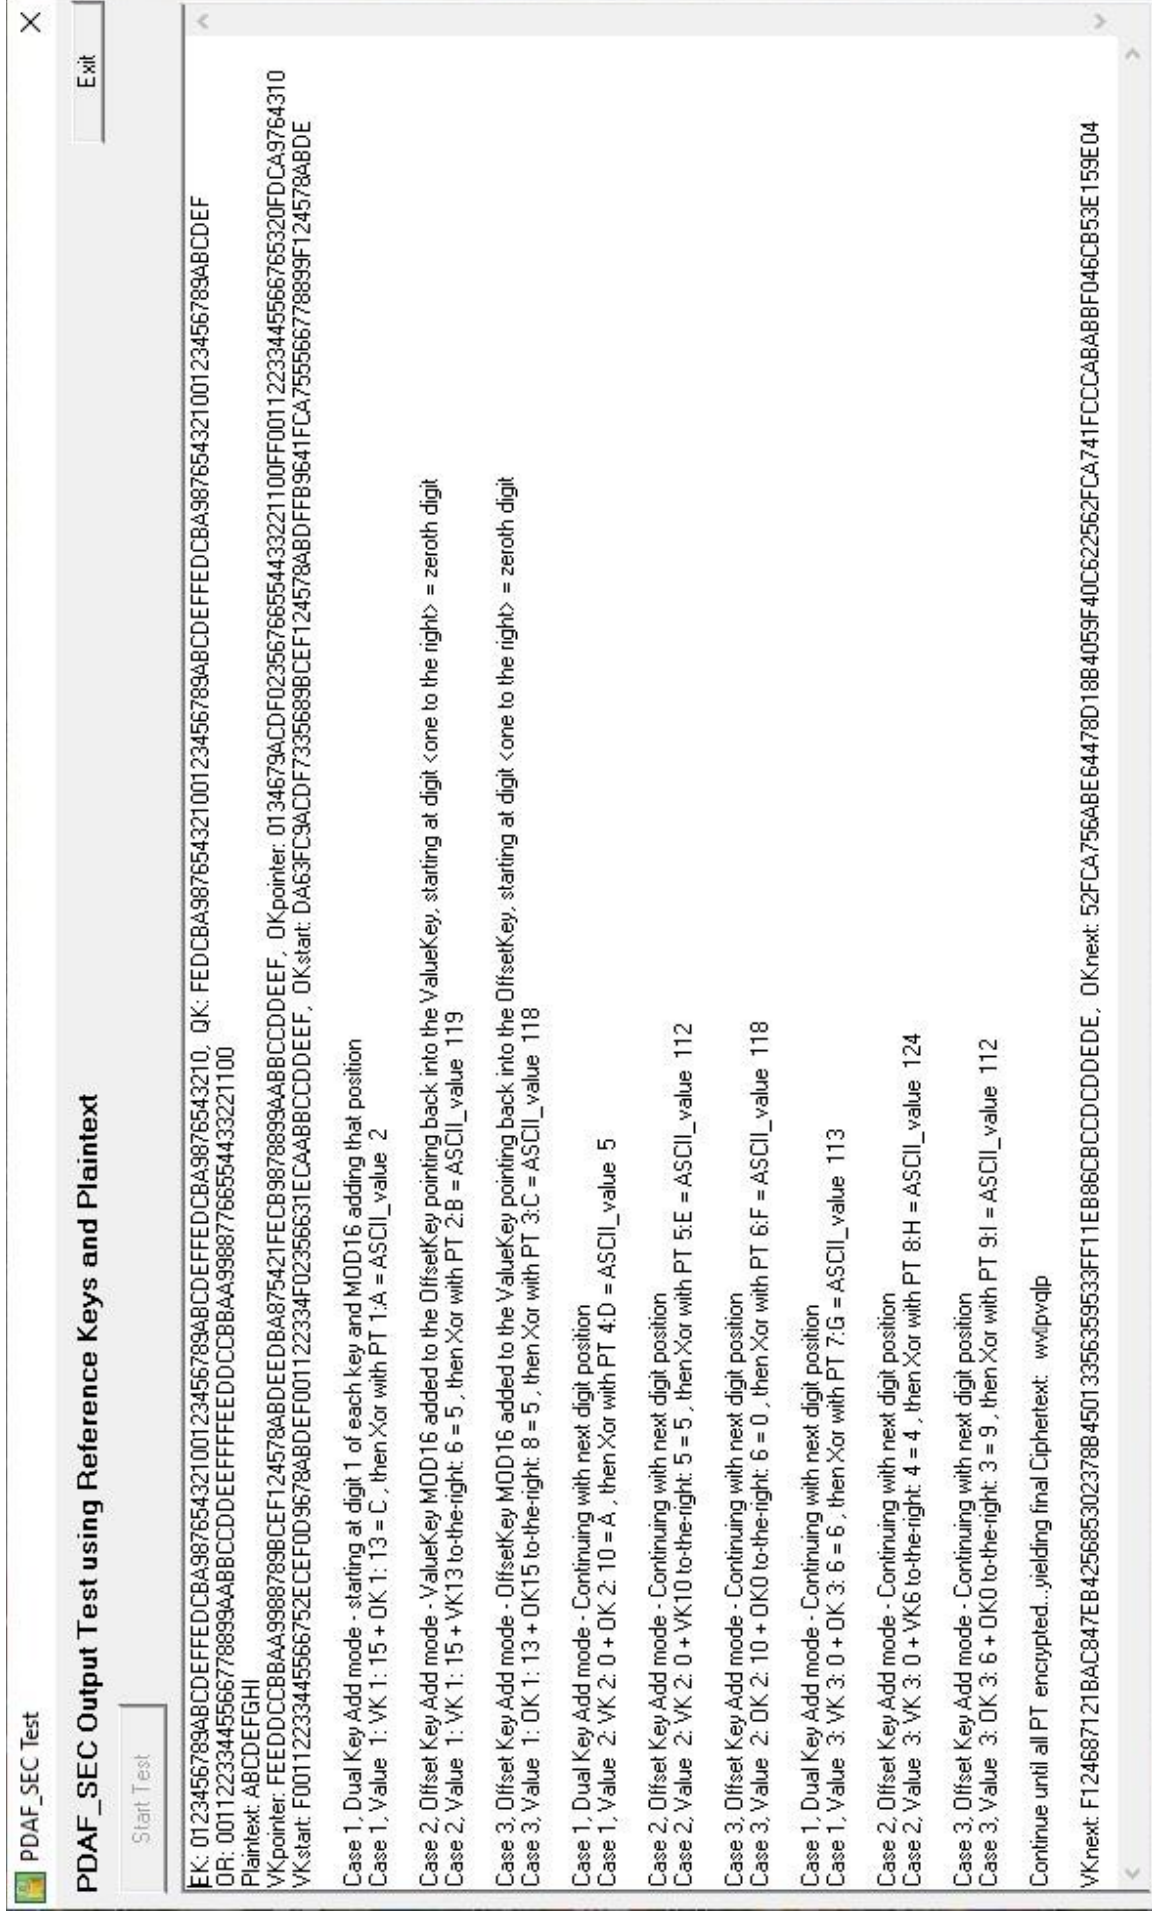 PDAF_SEC Test
PDAF_SEC Output Test using Reference Keys and Plaintext
Start Test
Exit
EK: 0123456789ABCDEFFEDCBA98765432100123456789ABCDEFFEDCBA9876543210, QK: FEDCBA98765432100123456789ABCDEFFEDCBA98765432100123456789ABCDEF
OR: 00112233445566778899AABBCCDDEEFFFFEEDDCCBBAA99887766554433221100
Plaintext: ABCDEFGHI
VKpointer: FEEDDCCBBAA9988789BCEF124578ABDEEDBA875421FECB9878899AABBCCDDEEF, OKpointer: 0134679ACDF02356766554433221100FF0011223344556676532 0FDCA9764310
VKstart: F00112233445566752ECEF0D9678ABDEF001122334F02356631ECAABBCCDDEEF, OKstart: DA63FC9ACDF7335689BCEF124578ABDFFB9641FCA75555667788 99F124578ABDE
Case 1, Dual Key Add mode - starting at digit 1 of each key and MOD16 adding that position
Case 1, Value 1: VK 1: 15 + OK 1: 13 = C , then Xor with PT 1:A = ASCII_value 2
Case 2, Offset Key Add mode - ValueKey MOD16 added to the OffsetKey pointing back into the ValueKey, starting at digit <one to the right> = zeroth digit
Case 2, Value 1: VK 1: 15 + VK13 to-the-right: 6 = 5 , then Xor with PT 2:B = ASCII_value 119
Case 3, Offset Key Add mode - OffsetKey MOD16 added to the ValueKey pointing back into the OffsetKey, starting at digit <one to the right> = zeroth digit
Case 3, Value 1: OK 1: 13 + OK15 to-the-right: 8 = 5 , then Xor with PT 3:C = ASCII_value 118
Case 1, Dual Key Add mode - Continuing with next digit position
Case 1, Value 2: VK 2: 0 + OK 2: 10 = A , then Xor with PT 4:D = ASCII_value 5
Case 2, Offset Key Add mode - Continuing with next digit position
Case 2, Value 2: VK 2: 0 + VK10 to-the-right: 5 = 5 , then Xor with PT 5:E = ASCII_value 112
Case 3, Offset Key Add mode - Continuing with next digit position
Case 3, Value 2: OK 2: 10 + OK0 to-the-right: 6 = 0 , then Xor with PT 6:F = ASCII_value 118
Case 1, Dual Key Add mode - Continuing with next digit position
Case 1, Value 3: VK 3: 0 + OK 3: 6 = 6 , then Xor with PT 7:G = ASCII_value 113
Case 2, Offset Key Add mode - Continuing with next digit position
Case 2, Value 3: VK 3: 0 + VK6 to-the-right: 4 = 4 , then Xor with PT 8:H = ASCII_value 124
Case 3, Offset Key Add mode - Continuing with next digit position
Case 3, Value 3: OK 3: 6 + OK0 to-the-right: 3 = 9 , then Xor with PT 9:I = ASCII_value 112
Continue until all PT encrypted...yielding final Ciphertext: wvlpvq|p
VKnext: F124687121BAC847EB4256853023 78B45013356359533FF11EB86CBCDCDDEDE, OKnext: 52FCA756ABE64478D18B4059F40C622562FCA741FCCCABABBF046CB53E159E04